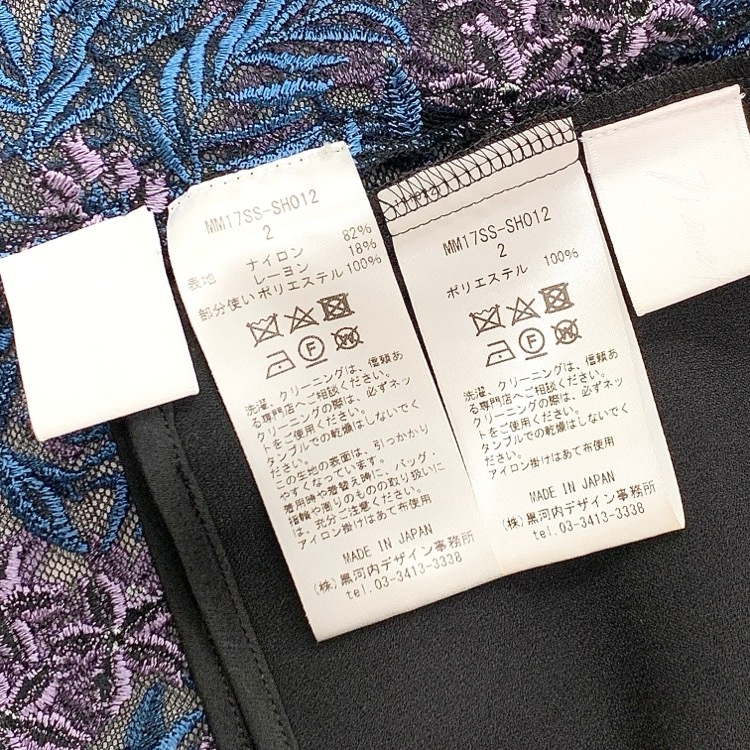 MM17SS-SH012
2
表地 ナイロン 82%
レーヨン 18%
部分使い ポリエステル 100%
F
洗濯、クリーニングは、信頼あ
る専門店へご相談ください。
クリーニングの際は、必ずネッ
トをご使用ください。
タンブルでの乾燥はしないでく
ださい。
この生地の表面は、引っかかり
やすくなっています。
着用時や着替え時に、バッグ・
指輪や周りのものの取り扱いに
は、充分ご注意ください。
アイロン掛けはあて布使用
MADE IN JAPAN
(株)黒河内デザイン事務所
tel.03-3413-3338
MM17SS-SH012
2
ポリエステル 100%
F
洗濯、クリーニングは、信頼あ
る専門店へご相談ください。
クリーニングの際は、必ずネッ
トをご使用ください。
タンブルでの乾燥はしないでく
ださい。
アイロン掛けはあて布使用
MADE IN JAPAN
(株)黒河内デザイン事務所
tel.03-3413-3338